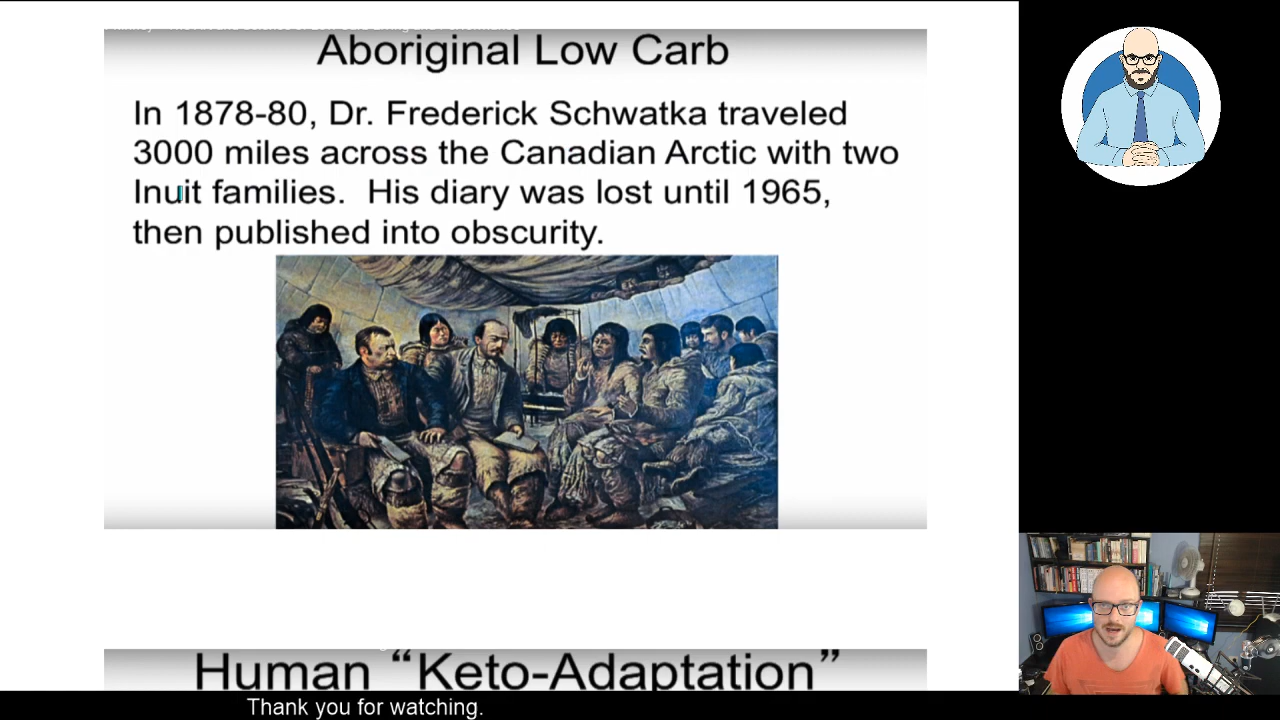 Aboriginal Low Carb
In 1878-80, Dr. Frederick Schwatka traveled
3000 miles across the Canadian Arctic with two
Inuit families. His diary was lost until 1965,
then published into obscurity.
Human “Keto-Adaptation”
Thank you for watching.